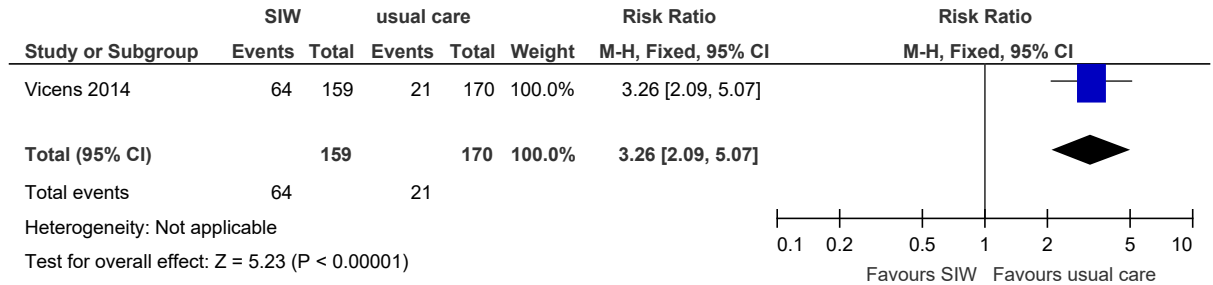 SIW usual care Risk Ratio Risk Ratio
Study or Subgroup Events Total Events Total Weight M-H, Fixed, 95% CI M-H, Fixed, 95% CI
Vicens 2014 64 159 21 170 100.0% 3.26 [2.09, 5.07]
Total (95% CI) 159 170 100.0% 3.26 [2.09, 5.07]
Total events 64 21
Heterogeneity: Not applicable
Test for overall effect: Z = 5.23 (P < 0.00001)
0.1 0.2 0.5 1 2 5 10
Favours SIW Favours usual care